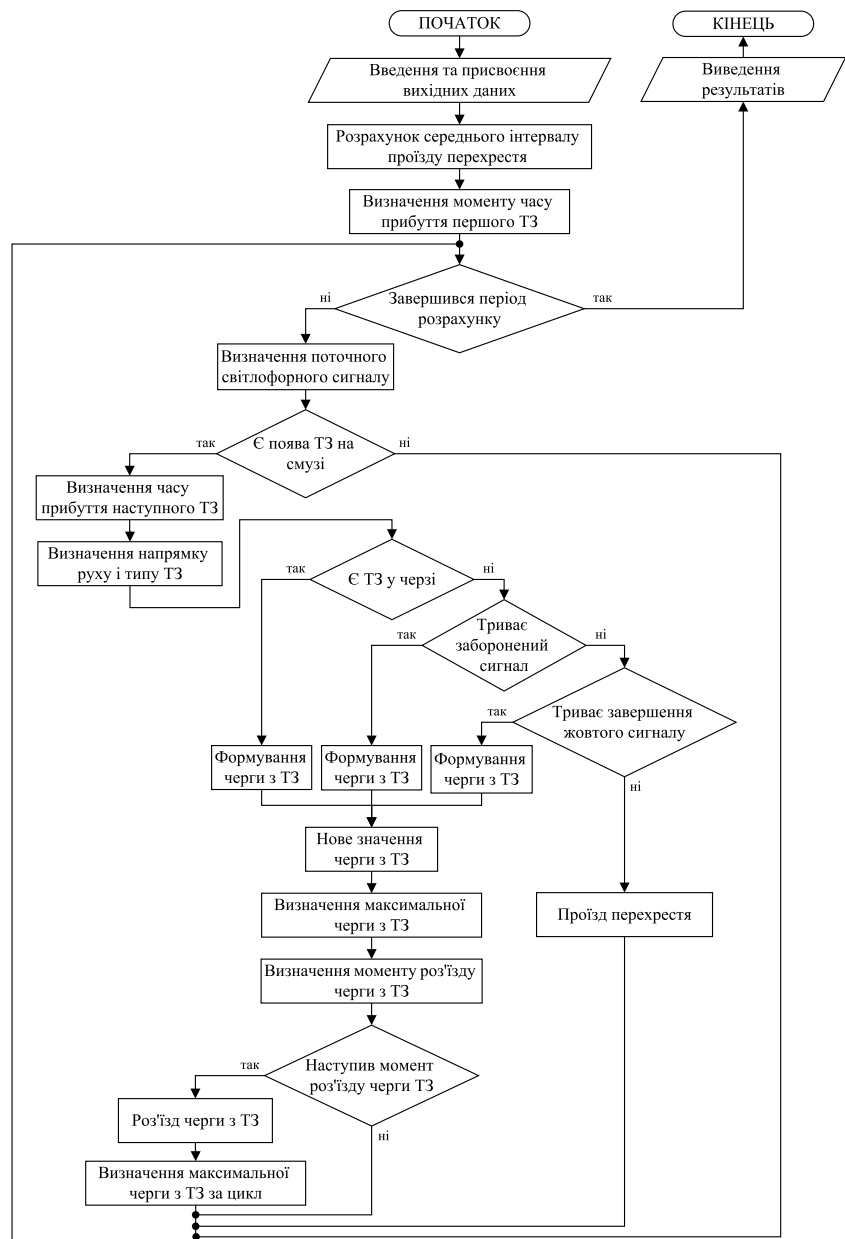 ПОЧАТОК
КІНЕЦЬ
Введення та присвоєння
вихідних даних
Виведення
результатів
Розрахунок середнього інтервалу
проїзду перехрестя
Визначення моменту часу
прибуття першого ТЗ
ні
Завершився період
розрахунку
так
Визначення поточного
світлофорного сигналу
так
Є поява ТЗ на
смузі
ні
Визначення часу
прибуття наступного ТЗ
Визначення напрямку
руху і типу ТЗ
так
Є ТЗ у черзі
ні
так
Триває
заборонений
сигнал
ні
так
Триває завершення
жовтого сигналу
ні
Формування
черги з ТЗ
Формування
черги з ТЗ
Формування
черги з ТЗ
Нове значення
черги з ТЗ
Визначення максимальної
черги з ТЗ
Проїзд перехрестя
Визначення моменту роз'їзду
черги з ТЗ
так
Наступив момент
роз'їзду черги ТЗ
ні
Роз'їзд черги з ТЗ
Визначення максимальної
черги з ТЗ за цикл